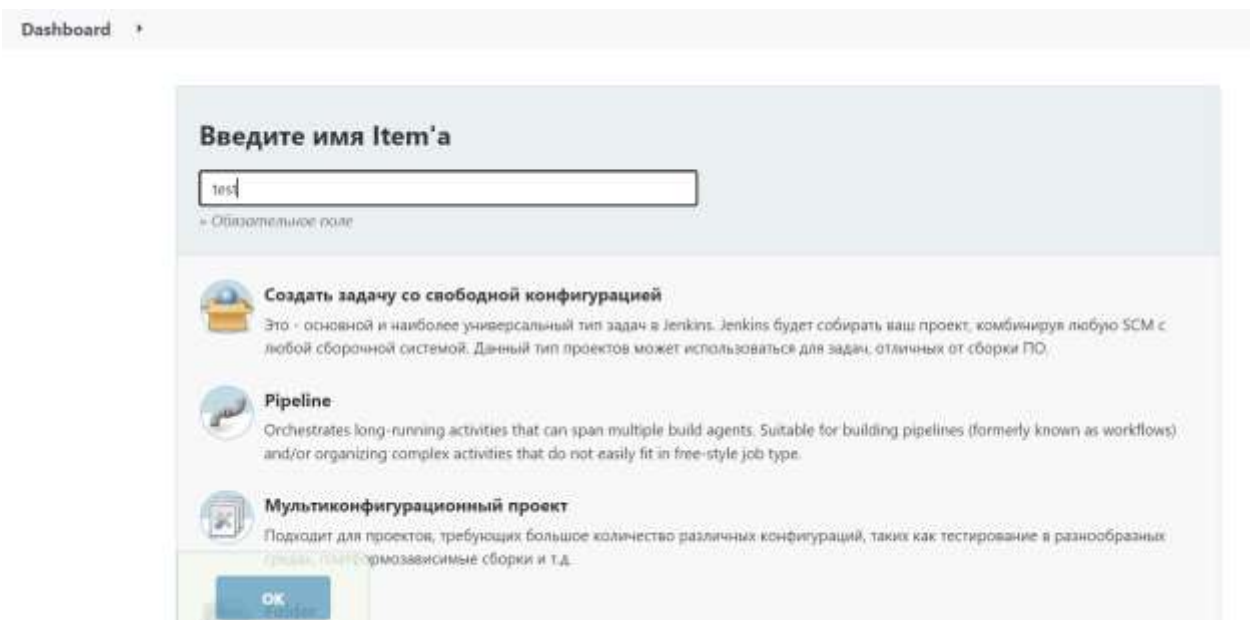 Dashboard
Введите имя Item'а
test
» Обязательное поле
Создать задачу со свободной конфигурацией
Это - основной и наиболее универсальный тип задач в Jenkins. Jenkins будет собирать ваш проект, комбинируя любую SCM с
любой сборочной системой. Данный тип проектов может использоваться для задач, отличных от сборки ПО.
Pipeline
Orchestrates long-running activities that can span multiple build agents. Suitable for building pipelines (formerly known as workflows)
and/or organizing complex activities that do not easily fit in free-style job type.
Мультиконфигурационный проект
Подходит для проектов, требующих большое количество различных конфигураций, таких как тестирование в разнообразных
средах, платформозависимые сборки и т.д.
OK
Folder